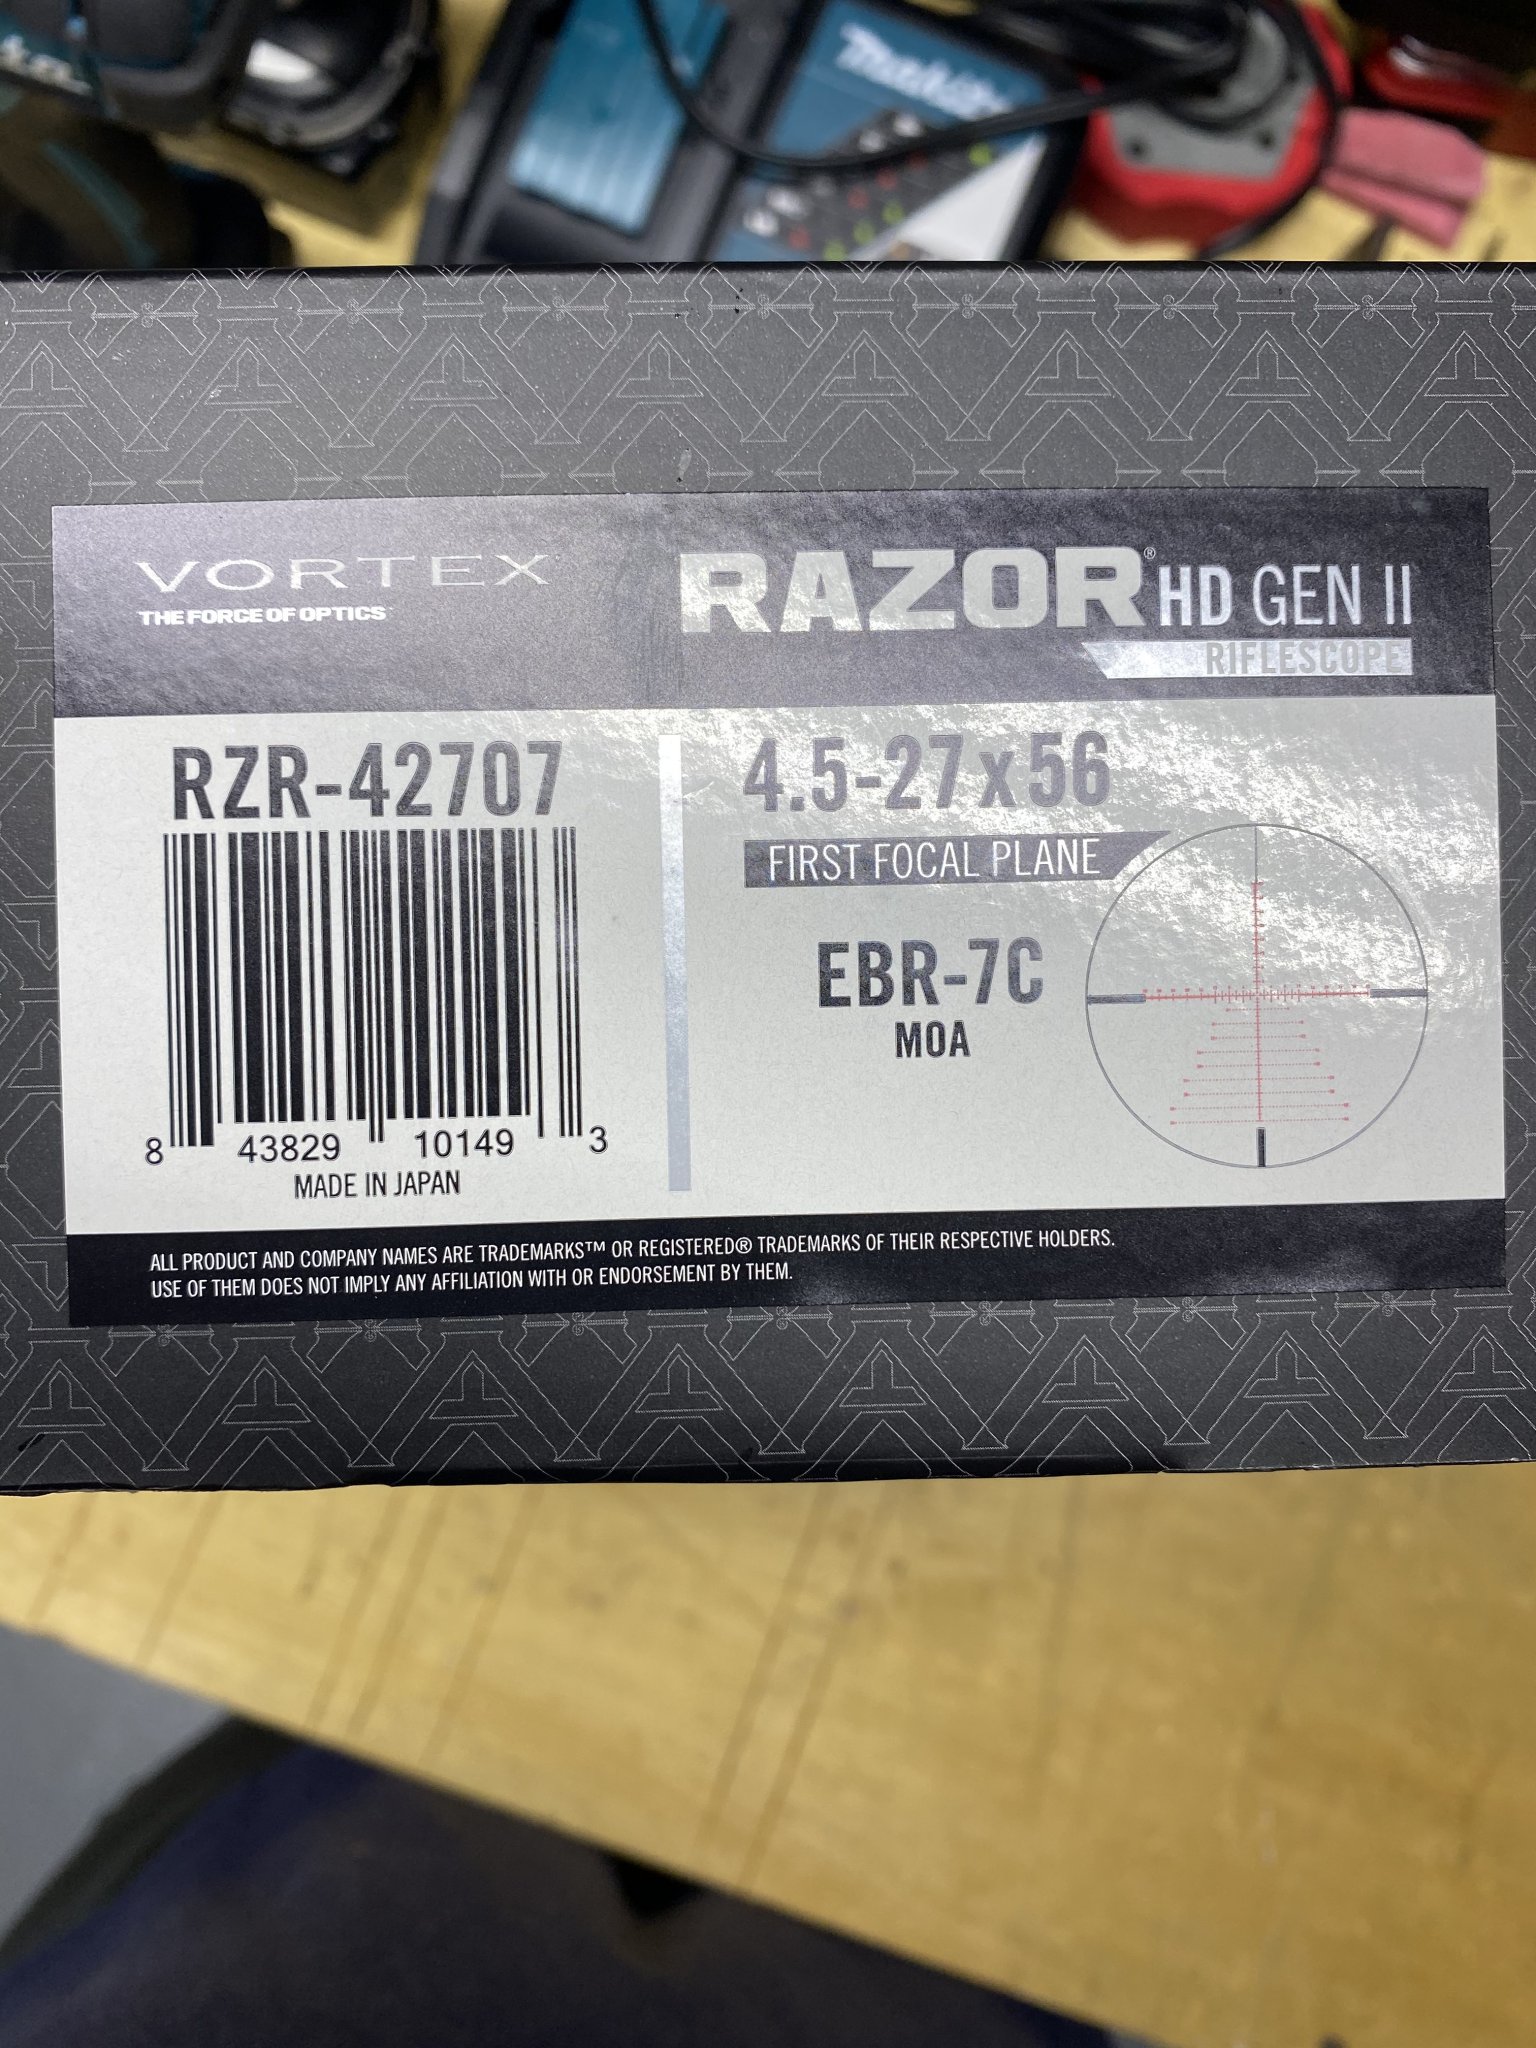 makita
VORTEX
THE FORCE OF OPTICS™
RAZOR® HD GEN II
RIFLESCOPE
RZR-42707
8 43829 10149 3
MADE IN JAPAN
4.5-27x56
FIRST FOCAL PLANE
EBR-7C
MOA
ALL PRODUCT AND COMPANY NAMES ARE TRADEMARKS™ OR REGISTERED® TRADEMARKS OF THEIR RESPECTIVE HOLDERS.
USE OF THEM DOES NOT IMPLY ANY AFFILIATION WITH OR ENDORSEMENT BY THEM.